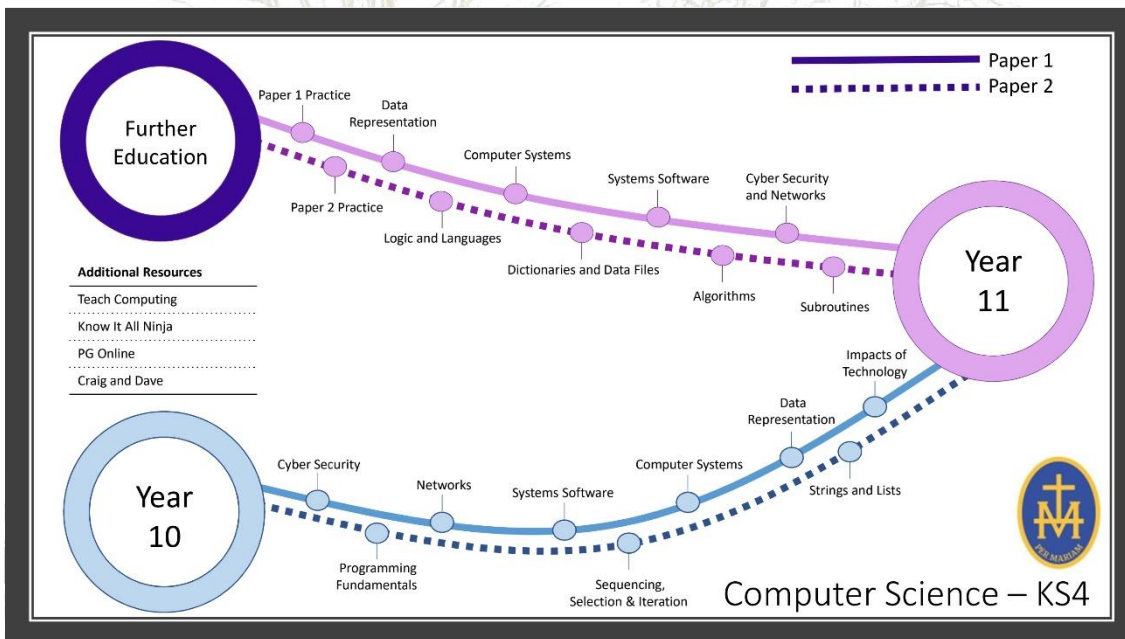 Paper 1
Paper 2
Further
Education
Paper 1 Practice
Data
Representation
Computer Systems
Systems Software
Cyber Security
and Networks
Paper 2 Practice
Logic and Languages
Dictionaries and Data Files
Algorithms
Subroutines
Year
11
Additional Resources
Teach Computing
Know It All Ninja
PG Online
Craig and Dave
Year
10
Cyber Security
Networks
Systems Software
Computer Systems
Data
Representation
Impacts of
Technology
Programming
Fundamentals
Sequencing,
Selection & Iteration
Strings and Lists
PER MARIAM
Computer Science – KS4